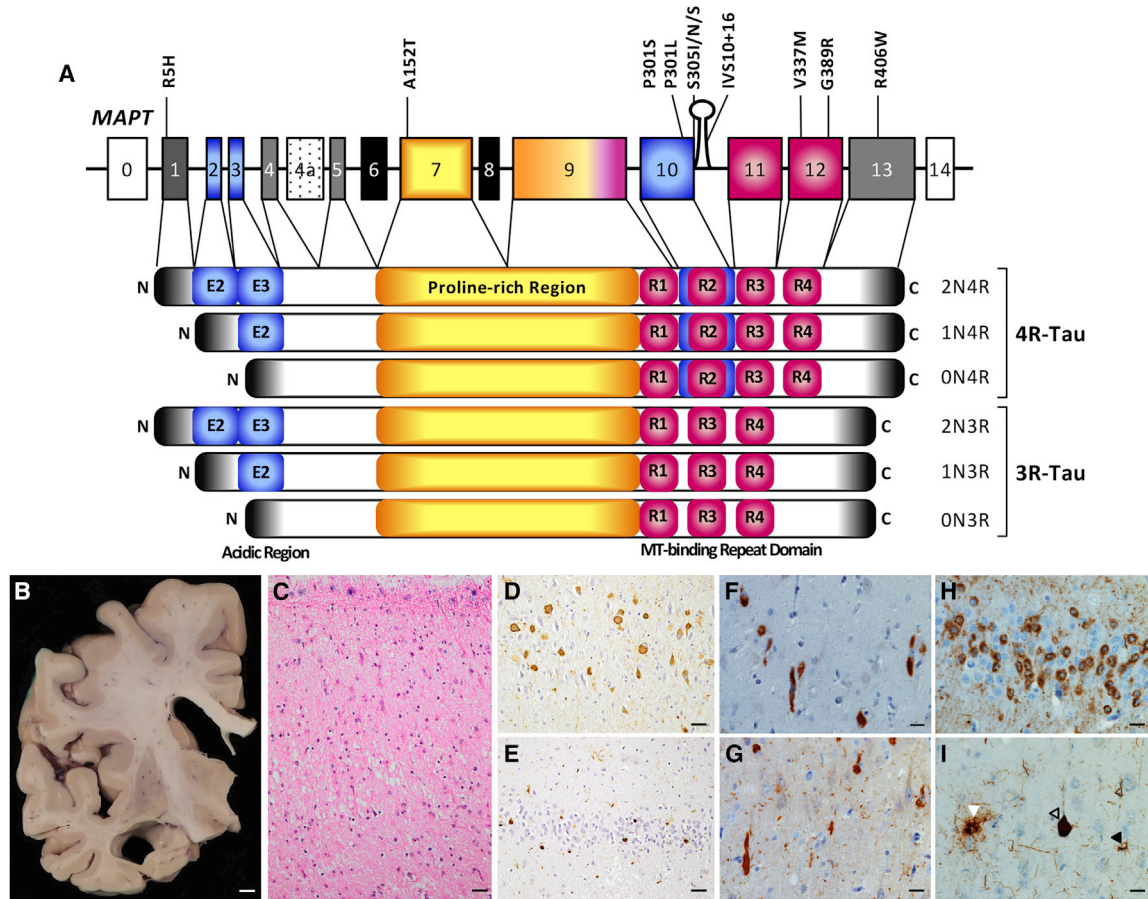 A
R5H
A152T
P301S
P301L
S305I/N/S
IVS10+16
V337M
G389R
R406W
MAPT
0 1 2 3 4 4a 5 6 7 8 9 10 11 12 13 14
N E2 E3 Proline-rich Region R1 R2 R3 R4 C 2N4R
N E2 R1 R2 R3 R4 C 1N4R 4R-Tau
N R1 R2 R3 R4 C 0N4R
N E2 E3 R1 R3 R4 C 2N3R
N E2 R1 R3 R4 C 1N3R 3R-Tau
N R1 R3 R4 C 0N3R
Acidic Region MT-binding Repeat Domain
B C D F H
E G I